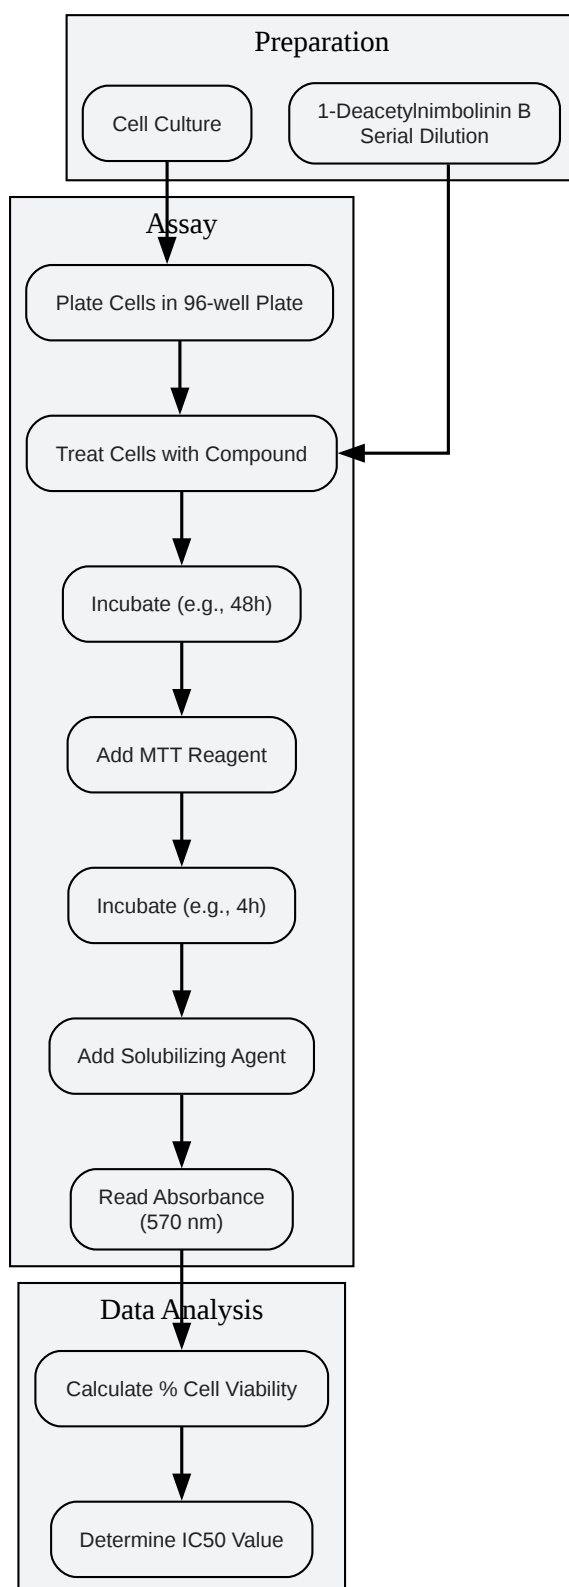 Preparation
Cell Culture
1-Deacetylnimbolinin B
Serial Dilution
Assay
Plate Cells in 96-well Plate
Treat Cells with Compound
Incubate (e.g., 48h)
Add MTT Reagent
Incubate (e.g., 4h)
Add Solubilizing Agent
Read Absorbance
(570 nm)
Data Analysis
Calculate % Cell Viability
Determine IC50 Value